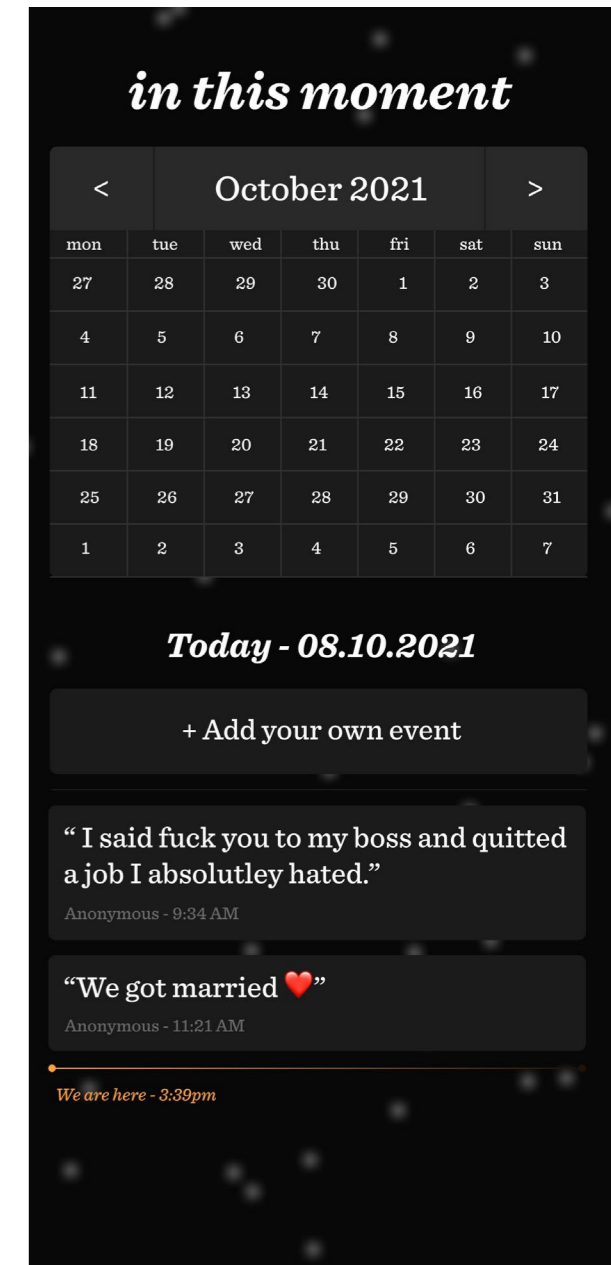 in this moment
< October 2021 >
mon tue wed thu fri sat sun
27 28 29 30 1 2 3
4 5 6 7 8 9 10
11 12 13 14 15 16 17
18 19 20 21 22 23 24
25 26 27 28 29 30 31
1 2 3 4 5 6 7
Today - 08.10.2021
+ Add your own event
“ I said fuck you to my boss and quitted
a job I absolutley hated.”
Anonymous - 9:34 AM
“We got married ❤️”
Anonymous - 11:21 AM
We are here - 3:39pm